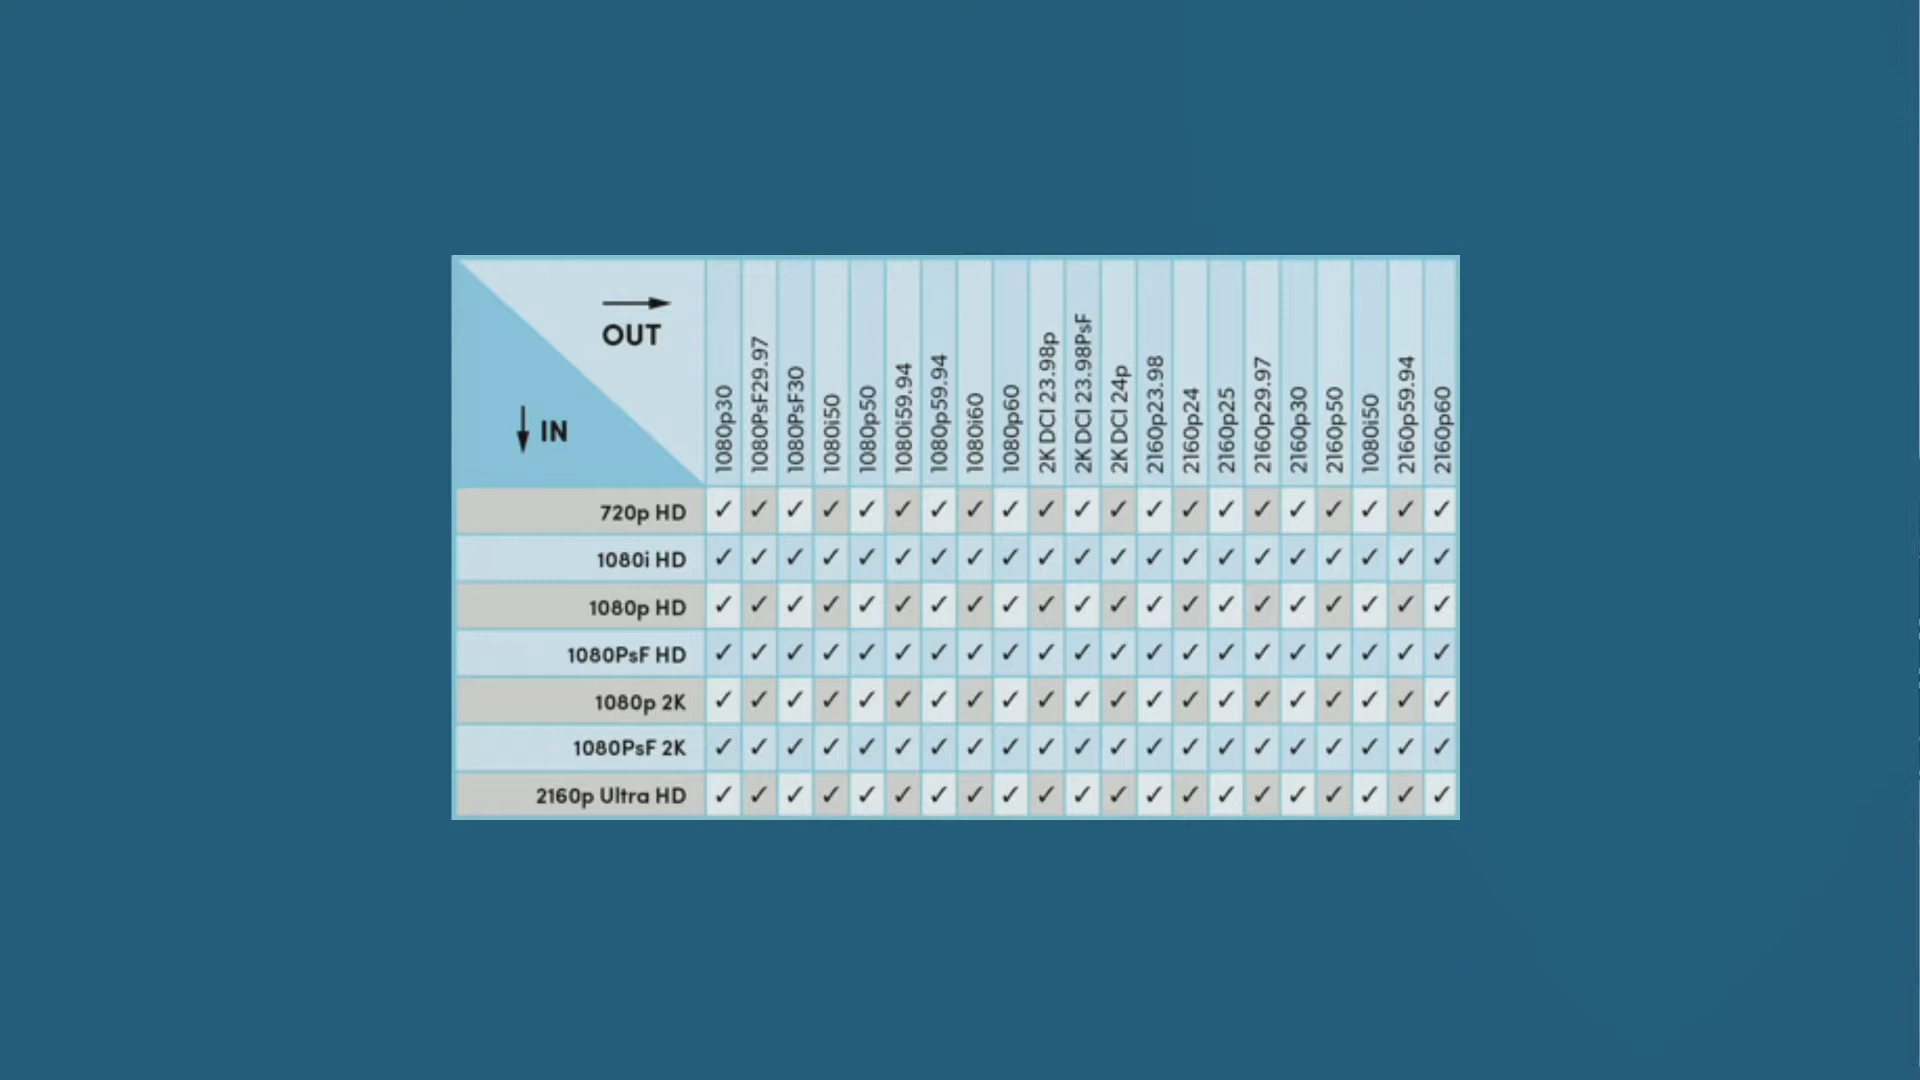 OUT
IN
1080p30
1080PsF29.97
1080PsF30
1080i50
1080p50
1080i59.94
1080p59.94
1080i60
1080p60
2K DCI 23.98p
2K DCI 23.98PsF
2K DCI 24p
2160p23.98
2160p24
2160p25
2160p29.97
2160p30
2160p50
1080i50
2160p59.94
2160p60
720p HD ✓ ✓ ✓ ✓ ✓ ✓ ✓ ✓ ✓ ✓ ✓ ✓ ✓ ✓ ✓ ✓ ✓ ✓ ✓ ✓ ✓
1080i HD ✓ ✓ ✓ ✓ ✓ ✓ ✓ ✓ ✓ ✓ ✓ ✓ ✓ ✓ ✓ ✓ ✓ ✓ ✓ ✓ ✓
1080p HD ✓ ✓ ✓ ✓ ✓ ✓ ✓ ✓ ✓ ✓ ✓ ✓ ✓ ✓ ✓ ✓ ✓ ✓ ✓ ✓ ✓
1080PsF HD ✓ ✓ ✓ ✓ ✓ ✓ ✓ ✓ ✓ ✓ ✓ ✓ ✓ ✓ ✓ ✓ ✓ ✓ ✓ ✓ ✓
1080p 2K ✓ ✓ ✓ ✓ ✓ ✓ ✓ ✓ ✓ ✓ ✓ ✓ ✓ ✓ ✓ ✓ ✓ ✓ ✓ ✓ ✓
1080PsF 2K ✓ ✓ ✓ ✓ ✓ ✓ ✓ ✓ ✓ ✓ ✓ ✓ ✓ ✓ ✓ ✓ ✓ ✓ ✓ ✓ ✓
2160p Ultra HD ✓ ✓ ✓ ✓ ✓ ✓ ✓ ✓ ✓ ✓ ✓ ✓ ✓ ✓ ✓ ✓ ✓ ✓ ✓ ✓ ✓